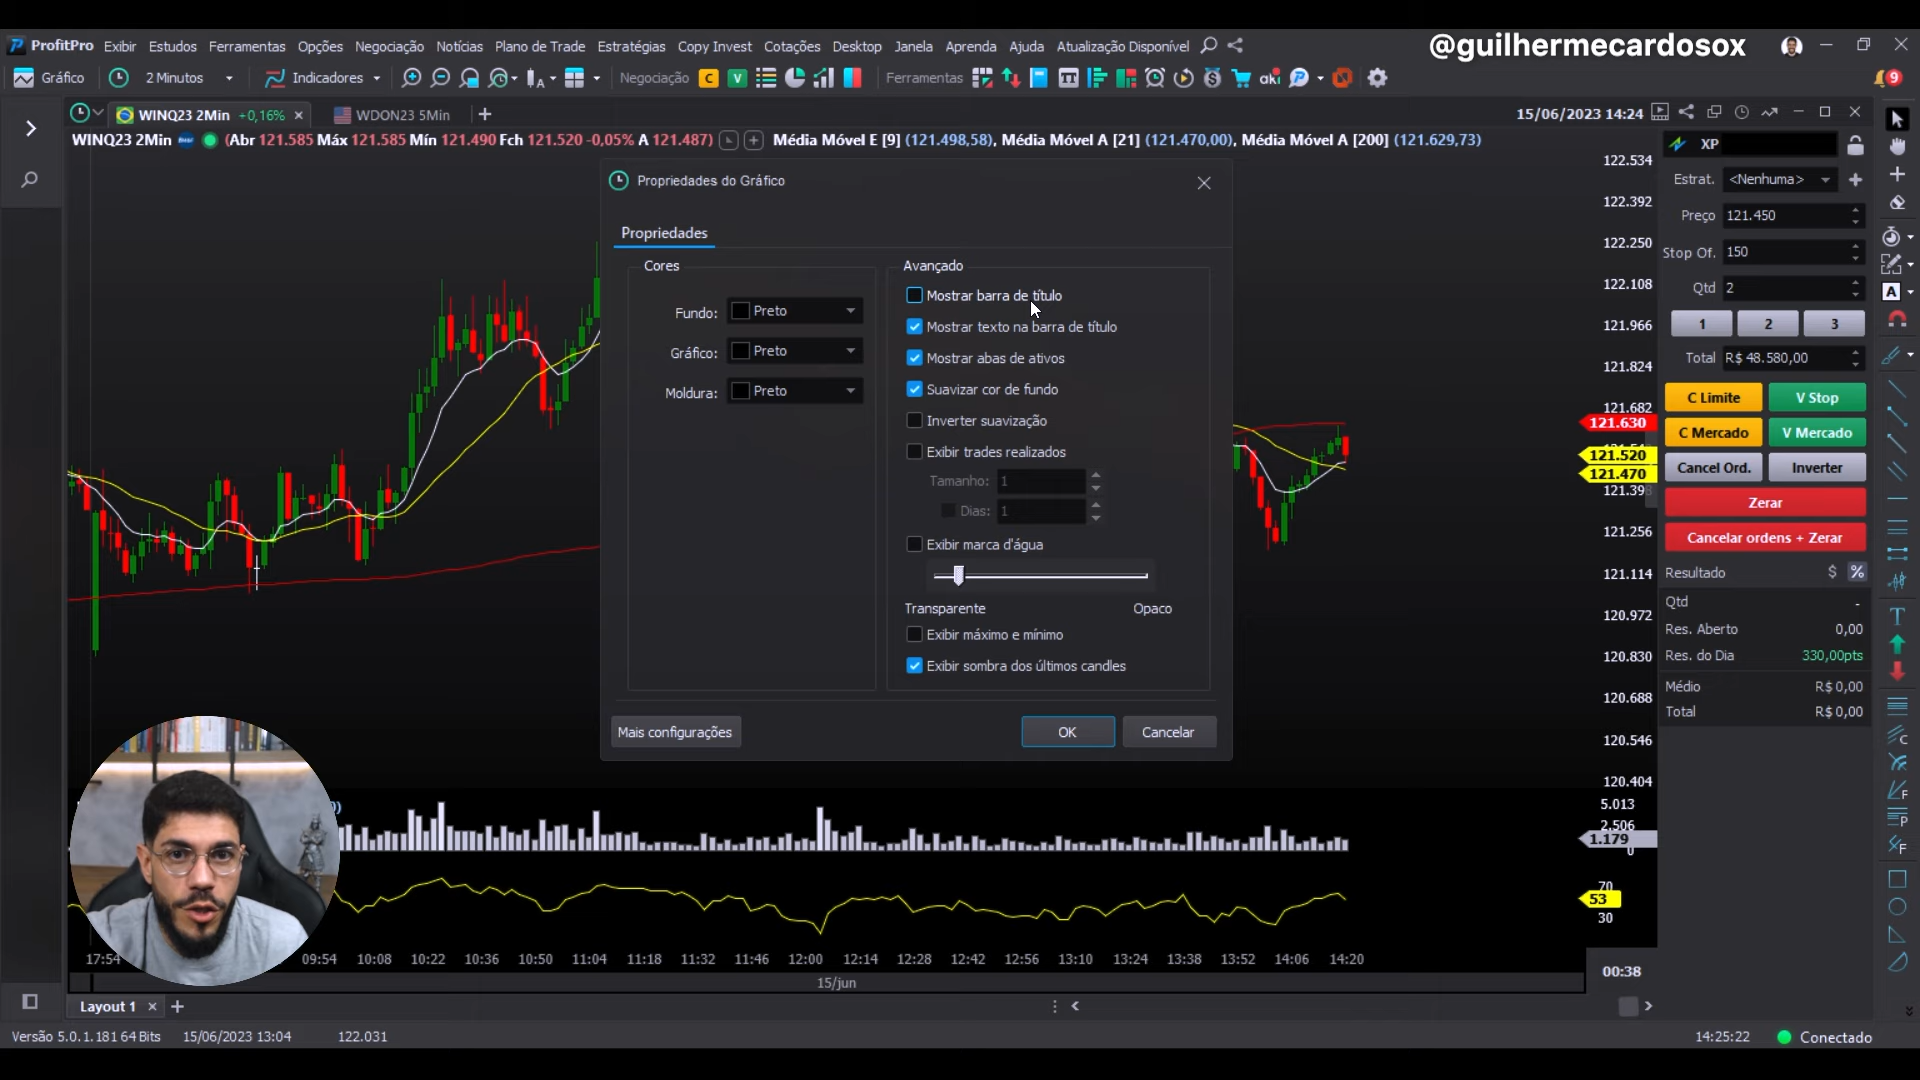 @guilhermecardosox
ProfitPro Exibir Estudos Ferramentas Opções Negociação Notícias Plano de Trade Estratégias Copy Invest Cotações Desktop Janela Aprenda Ajuda Atualização Disponível
Gráfico 2 Minutos Indicadores Negociação C V Ferramentas 9
WINQ23 2Min +0,16% WDON23 5Min 15/06/2023 14:24
WINQ23 2Min (Abr 121.585 Máx 121.585 Mín 121.490 Fch 121.520 -0,05% A 121.487) Média Móvel E [9] (121.498,58), Média Móvel A [21] (121.470,00), Média Móvel A [200] (121.629,73)
Propriedades do Gráfico
Propriedades
Cores
Fundo: Preto
Gráfico: Preto
Moldura: Preto
Avançado
Mostrar barra de título
Mostrar texto na barra de título
Mostrar abas de ativos
Suavizar cor de fundo
Inverter suavização
Exibir trades realizados
Tamanho: 1
Dias: 1
Exibir marca d'água
Transparente Opaco
Exibir máximo e mínimo
Exibir sombra dos últimos candles
Mais configurações OK Cancelar
122.534
122.392
122.250
122.108
121.966
121.824
121.682
121.630
121.520
121.470
121.398
121.256
121.114
120.972
120.830
120.688
120.546
120.404
5.013
2.506
1.179
0
70
53
30
XP
Estrat. <Nenhuma>
Preço 121.450
Stop Of. 150
Qtd 2
1 2 3
Total R$ 48.580,00
C Limite V Stop
C Mercado V Mercado
Cancel Ord. Inverter
Zerar
Cancelar ordens + Zerar
Resultado $ %
Qtd -
Res. Aberto 0,00
Res. do Dia 330,00pts
Médio R$ 0,00
Total R$ 0,00
17:54 09:54 10:08 10:22 10:36 10:50 11:04 11:18 11:32 11:46 12:00 12:14 12:28 12:42 12:56 13:10 13:24 13:38 13:52 14:06 14:20
15/jun
00:38
Layout 1
Versão 5.0.1.181 64 Bits 15/06/2023 13:04 122.031 14:25:22 Conectado